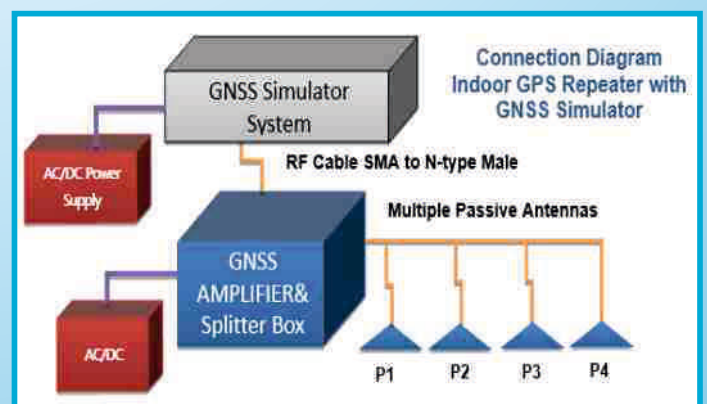 Connection Diagram
Indoor GPS Repeater with
GNSS Simulator
GNSS Simulator
System
RF Cable SMA to N-type Male
AC/DC Power
Supply
Multiple Passive Antennas
GNSS
AMPLIFIER&
Splitter Box
AC/DC
P1
P2
P3
P4